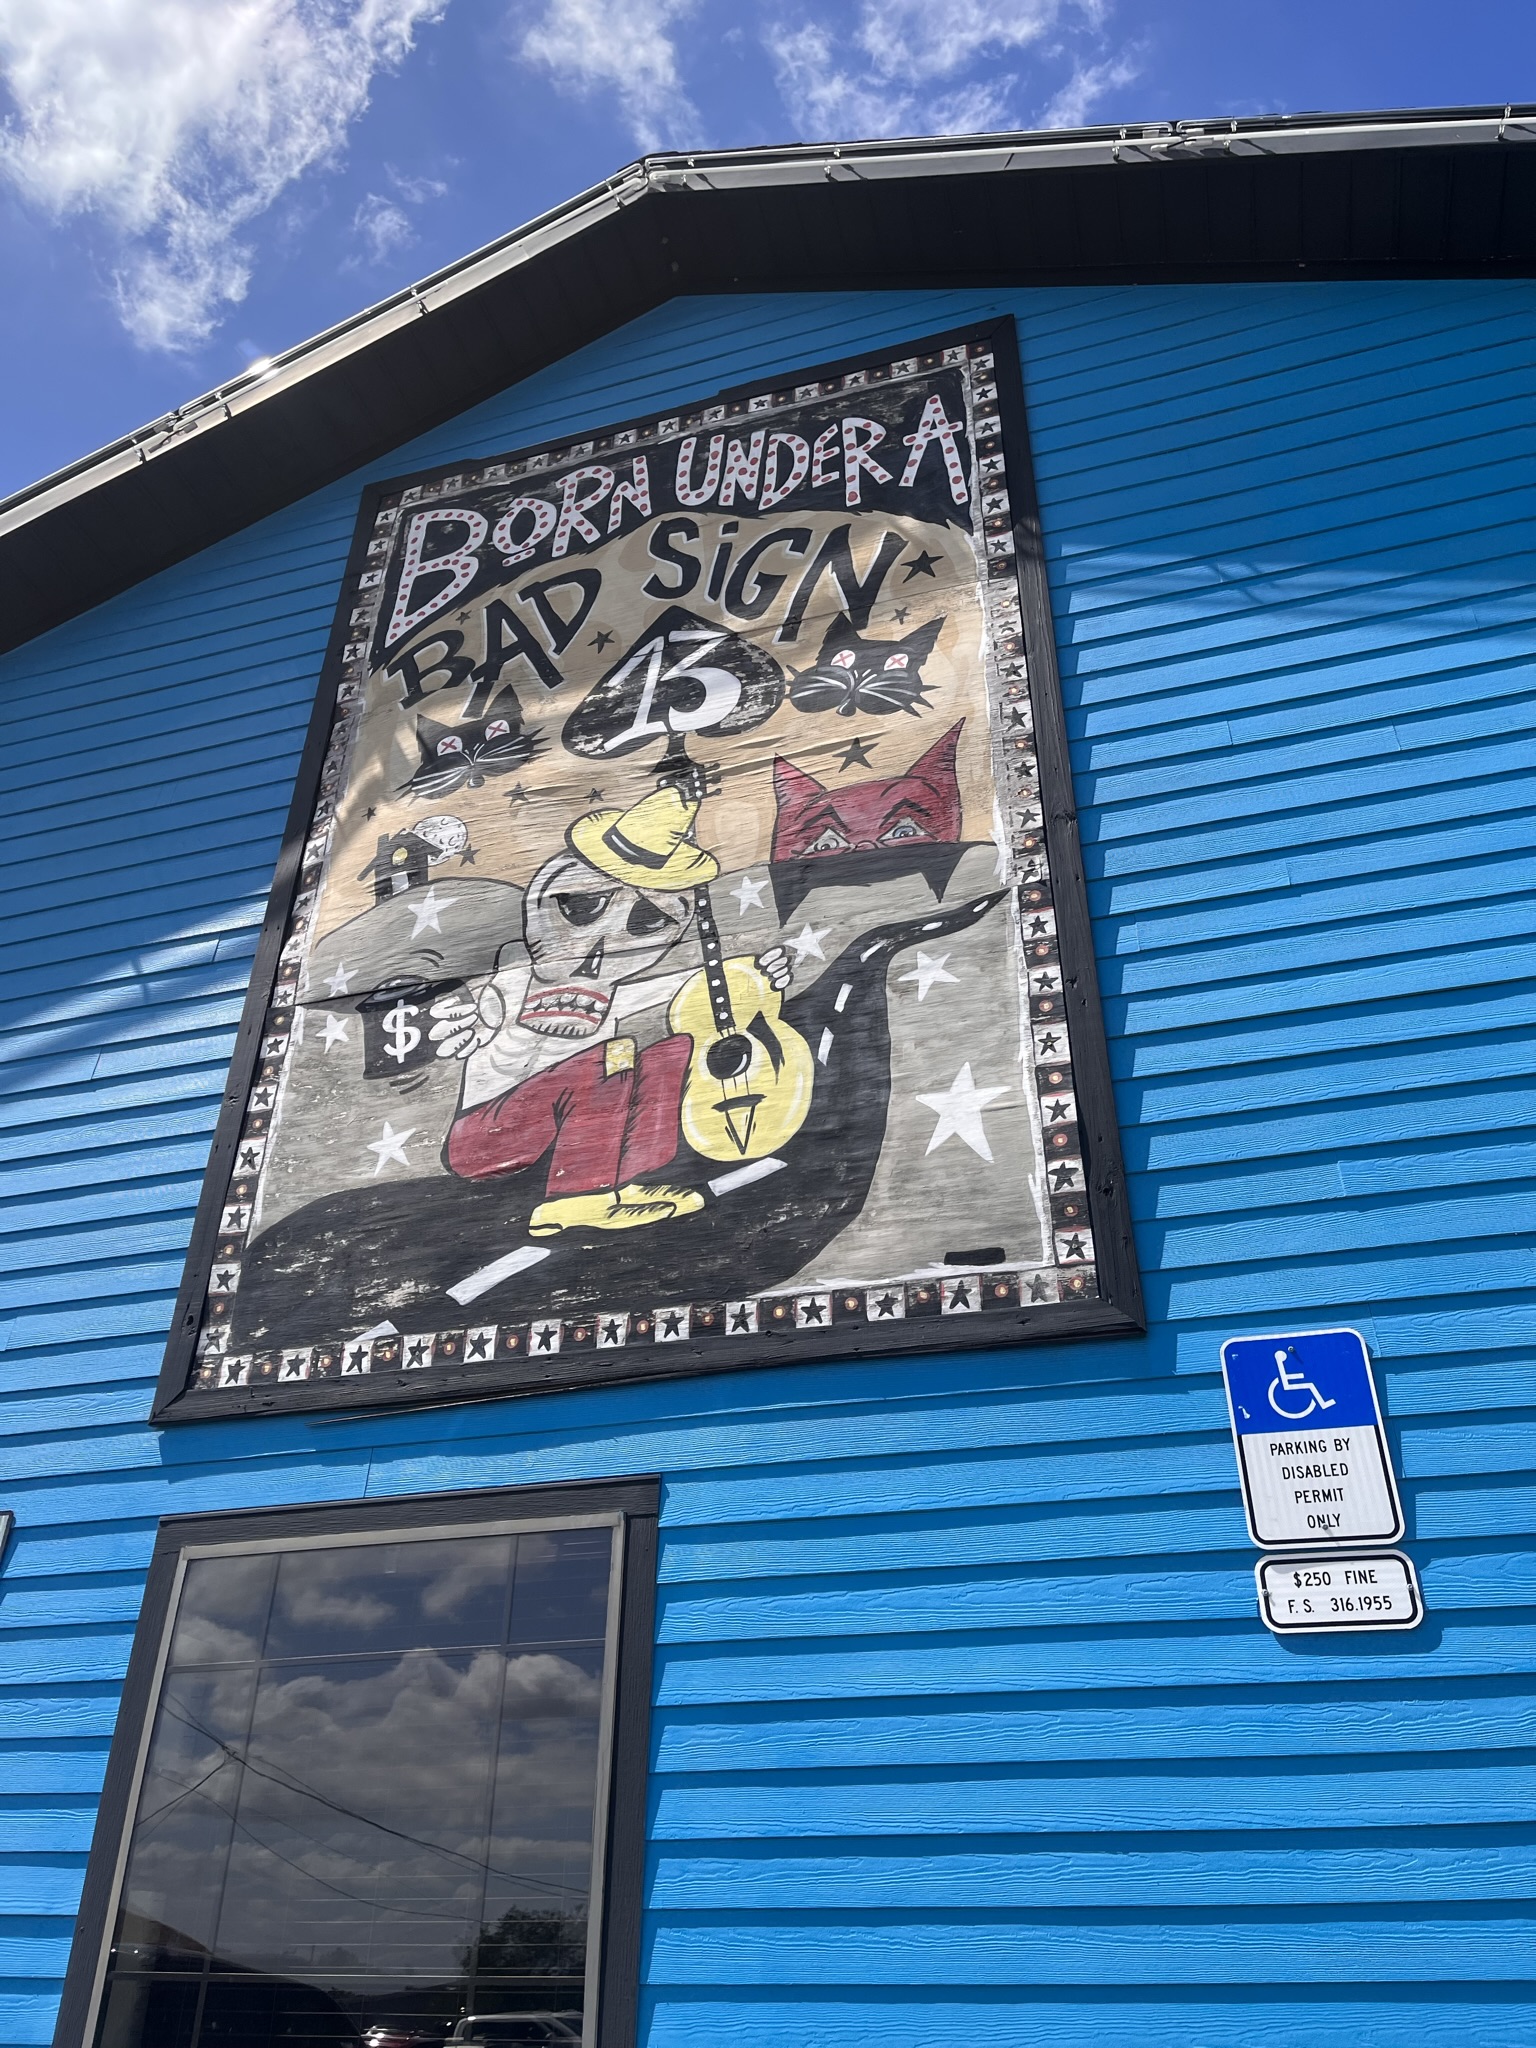 BORN UNDER A
BAD SiGN
13
$
PARKING BY
DISABLED
PERMIT
ONLY
$250 FINE
F.S. 316.1955